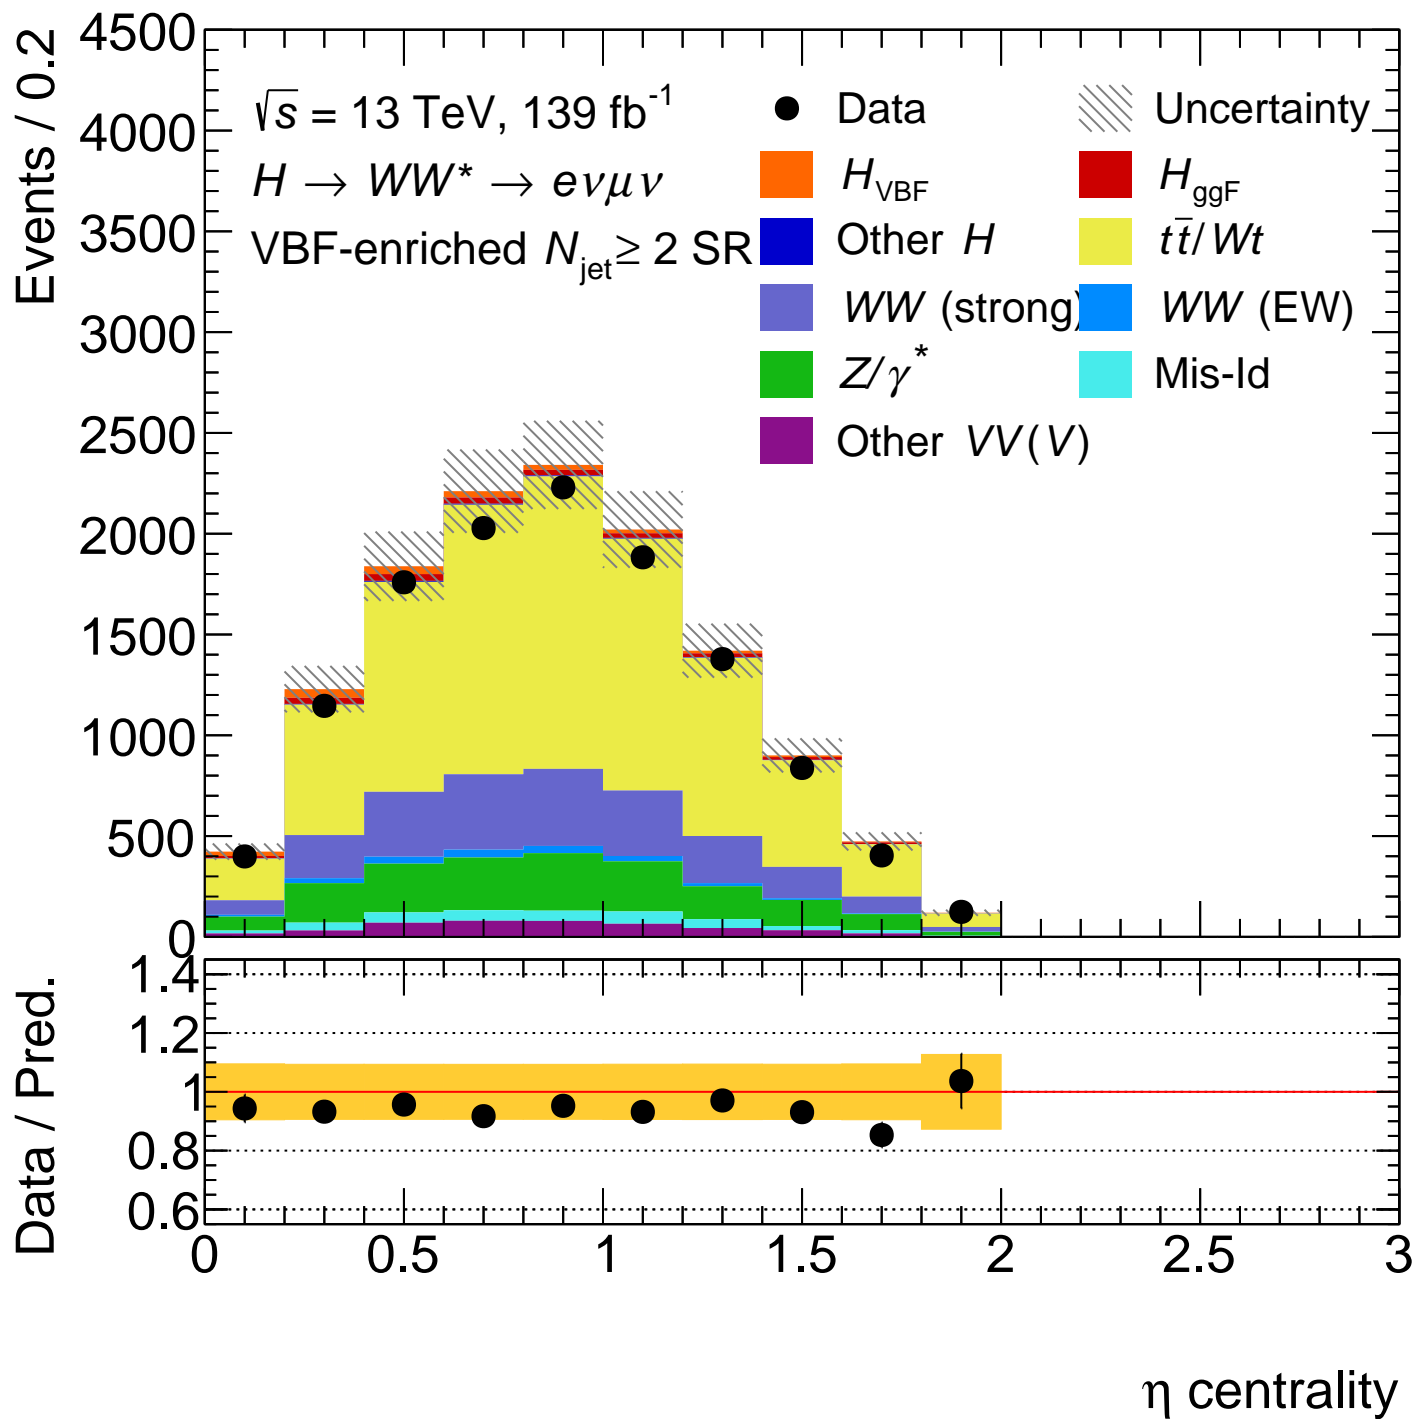 Events / 0.2
4500
4000
3500
3000
2500
2000
1500
1000
500
0
√s = 13 TeV, 139 fb⁻¹
H → WW* → eνμν
VBF-enriched N_jet ≥ 2 SR
Data
Uncertainty
H_VBF
H_ggF
Other H
tt̄/Wt
WW (strong)
WW (EW)
Z/γ*
Mis-Id
Other VV(V)
Data / Pred.
1.4
1.2
1
0.8
0.6
0 0.5 1 1.5 2 2.5 3
η centrality